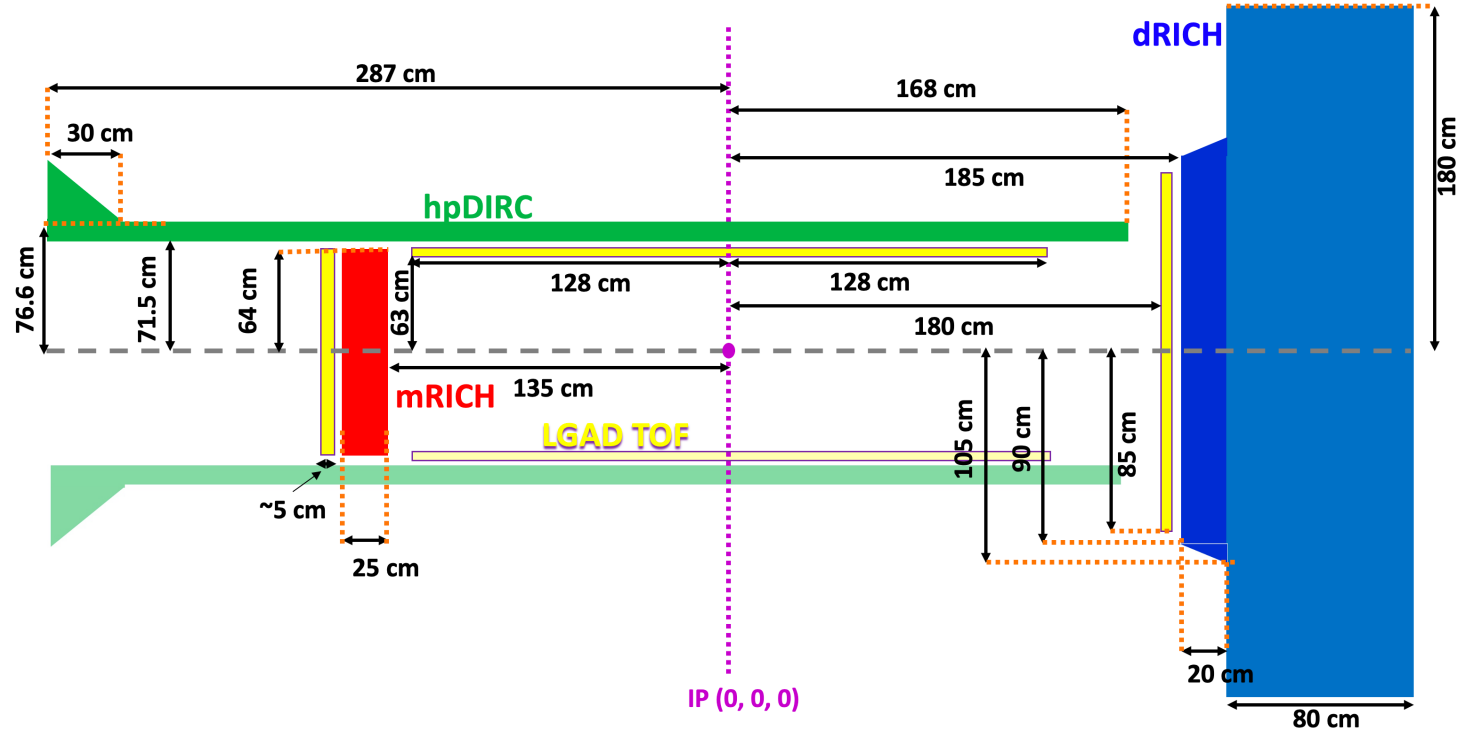 dRICH
287 cm
168 cm
30 cm
185 cm
180 cm
hpDIRC
76.6 cm
71.5 cm
64 cm
63 cm
128 cm
128 cm
180 cm
135 cm
mRICH
LGAD TOF
105 cm
90 cm
85 cm
~5 cm
25 cm
20 cm
IP (0, 0, 0)
80 cm